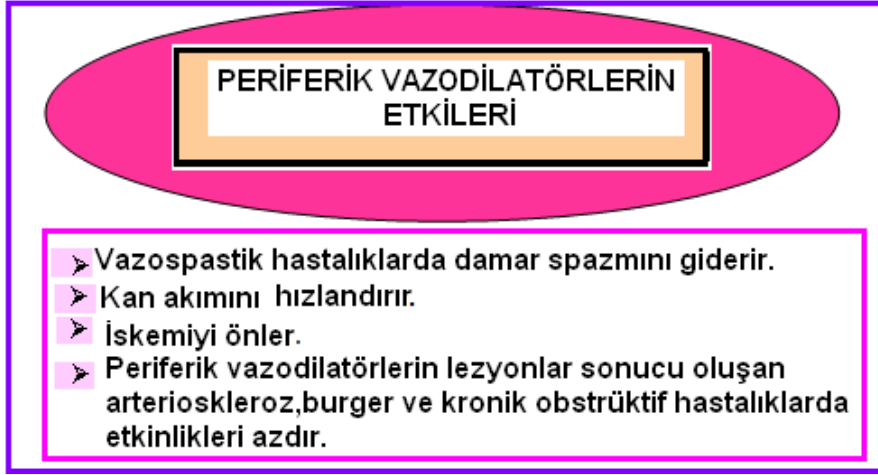 PERİFERİK VAZODİLATÖRLERİN
ETKİLERİ
➢ Vazospastik hastalıklarda damar spazmını giderir.
➢ Kan akımını hızlandırır.
➢ İskemiyi önler.
➢ Periferik vazodilatörlerin lezyonlar sonucu oluşan
arterioskleroz,burger ve kronik obstrüktif hastalıklarda
etkinlikleri azdır.